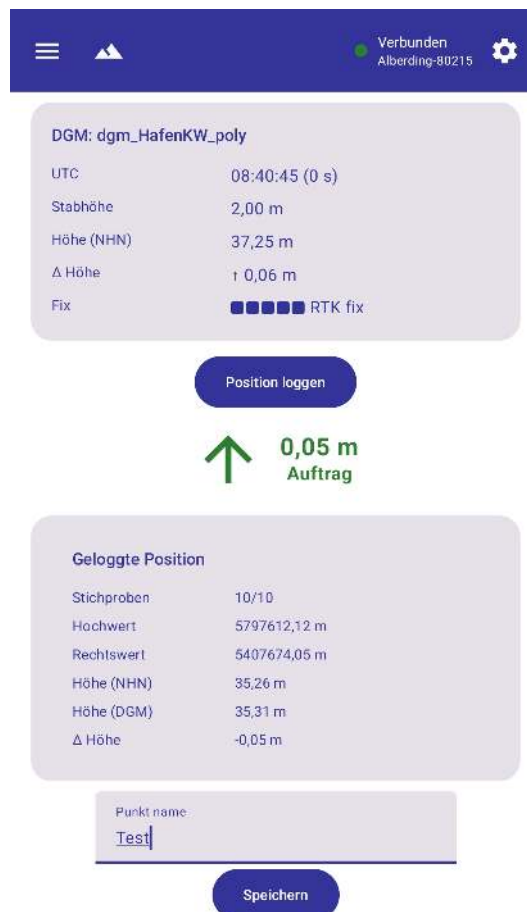 Verbunden
Alberding-80215
DGM: dgm_HafenKW_poly
UTC 08:40:45 (0 s)
Stabhöhe 2,00 m
Höhe (NHN) 37,25 m
Δ Höhe ↑ 0,06 m
Fix RTK fix
Position loggen
0,05 m
Auftrag
Geloggte Position
Stichproben 10/10
Hochwert 5797612,12 m
Rechtswert 5407674,05 m
Höhe (NHN) 35,26 m
Höhe (DGM) 35,31 m
Δ Höhe -0,05 m
Punkt name
Test
Speichern